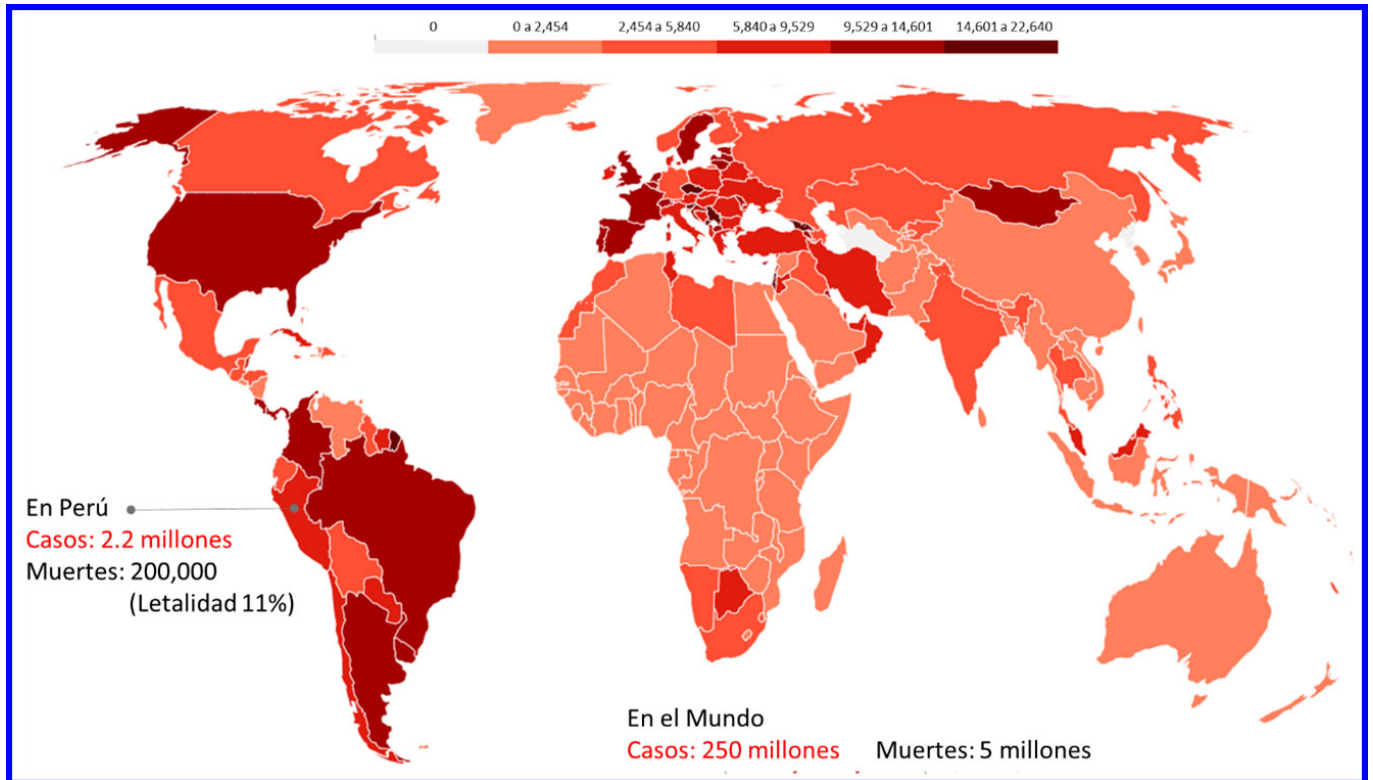 0 0 a 2,454 2,454 a 5,840 5,840 a 9,529 9,529 a 14,601 14,601 a 22,640
En Perú
Casos: 2.2 millones
Muertes: 200,000
(Letalidad 11%)
En el Mundo
Casos: 250 millones Muertes: 5 millones